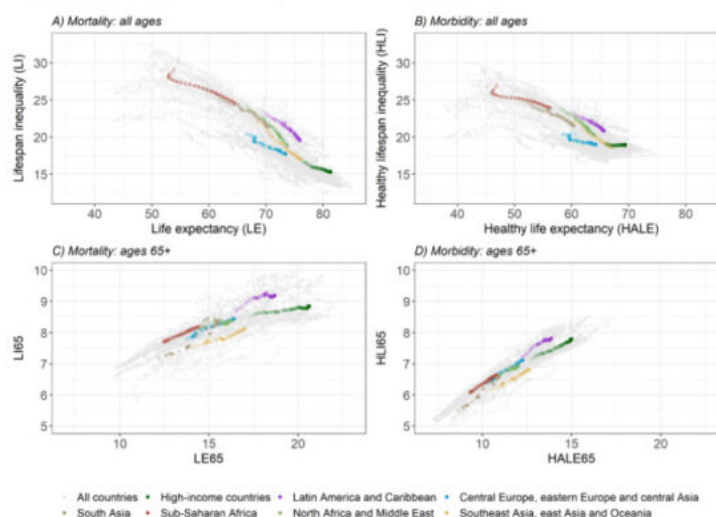 A) Mortality: all ages
B) Morbidity: all ages
Lifespan inequality (LI)
30
25
20
15
40
50
60
70
80
Life expectancy (LE)
Healthy lifespan inequality (HLI)
30
25
20
15
40
50
60
70
80
Healthy life expectancy (HALE)
C) Mortality: ages 65+
D) Morbidity: ages 65+
LI65
10
9
8
7
6
5
10
15
20
LE65
HLI65
10
9
8
7
6
5
10
15
20
HALE65
All countries
High-income countries
Latin America and Caribbean
Central Europe, eastern Europe and central Asia
South Asia
Sub-Saharan Africa
North Africa and Middle East
Southeast Asia, east Asia and Oceania